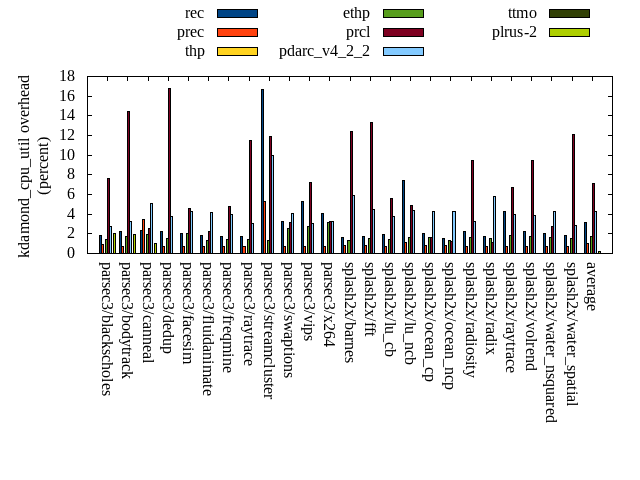 rec
prec
thp
ethp
prcl
pdarc_v4_2_2
ttmo
plrus-2
kdamond_cpu_util overhead
(percent)
18
16
14
12
10
8
6
4
2
0
parsec3/blackscholes
parsec3/bodytrack
parsec3/canneal
parsec3/dedup
parsec3/facesim
parsec3/fluidanimate
parsec3/freqmine
parsec3/raytrace
parsec3/streamcluster
parsec3/swaptions
parsec3/vips
parsec3/x264
splash2x/barnes
splash2x/fft
splash2x/lu_cb
splash2x/lu_ncb
splash2x/ocean_cp
splash2x/ocean_ncp
splash2x/radiosity
splash2x/radix
splash2x/raytrace
splash2x/volrend
splash2x/water_nsquared
splash2x/water_spatial
average